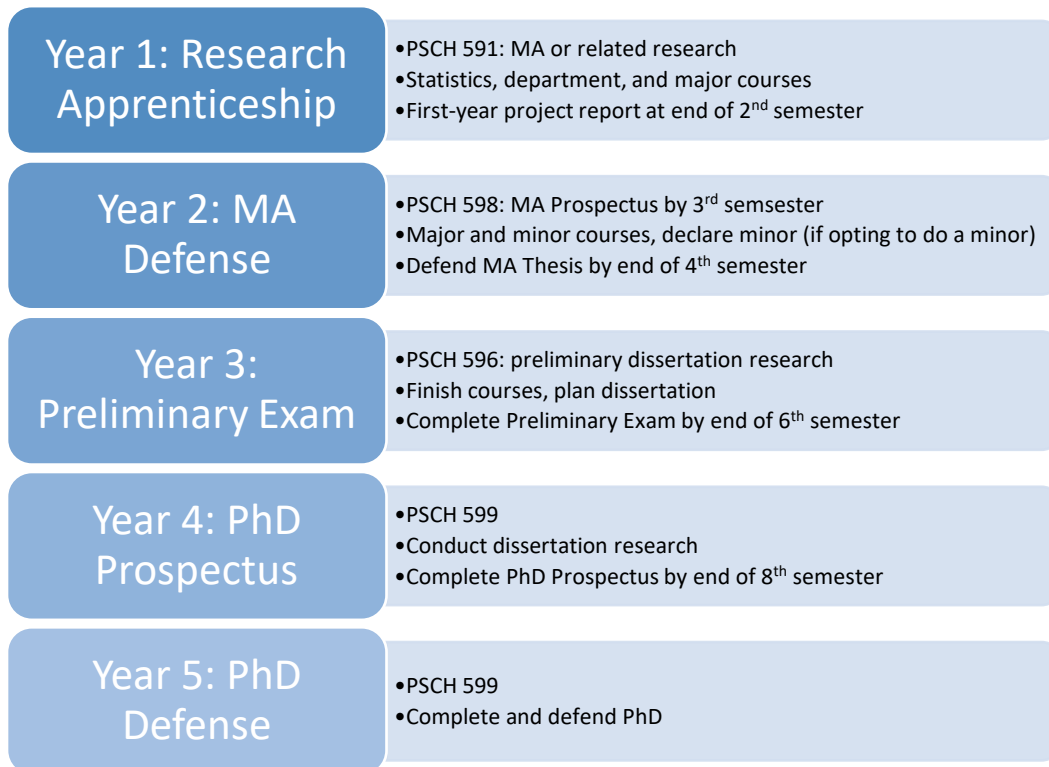 Year 1: Research
Apprenticeship
•PSCH 591: MA or related research
•Statistics, department, and major courses
•First-year project report at end of 2nd semester
Year 2: MA
Defense
•PSCH 598: MA Prospectus by 3rd semsester
•Major and minor courses, declare minor (if opting to do a minor)
•Defend MA Thesis by end of 4th semester
Year 3:
Preliminary Exam
•PSCH 596: preliminary dissertation research
•Finish courses, plan dissertation
•Complete Preliminary Exam by end of 6th semester
Year 4: PhD
Prospectus
•PSCH 599
•Conduct dissertation research
•Complete PhD Prospectus by end of 8th semester
Year 5: PhD
Defense
•PSCH 599
•Complete and defend PhD